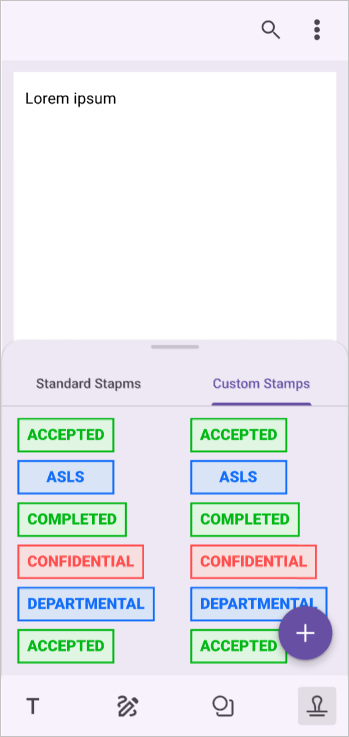 Lorem ipsum
Standard Stapms
Custom Stamps
ACCEPTED
ACCEPTED
ASLS
ASLS
COMPLETED
COMPLETED
CONFIDENTIAL
CONFIDENTIAL
DEPARTMENTAL
DEPARTMENTAL
ACCEPTED
ACCEPTED
T